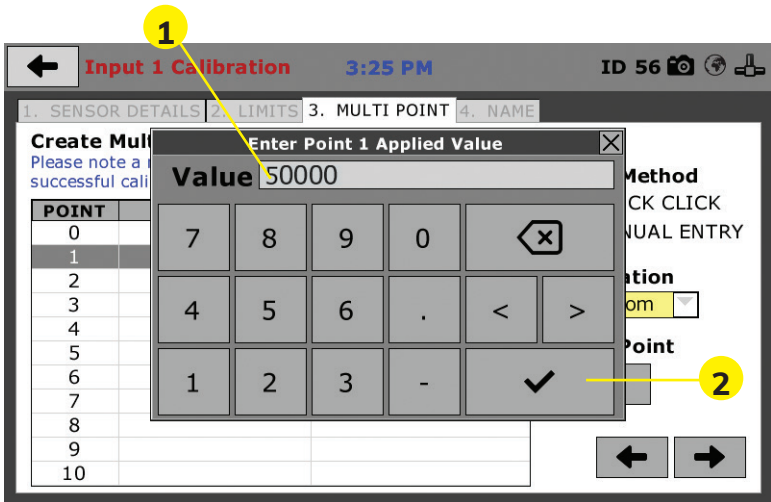 1
Input 1 Calibration 3:25 PM ID 56
1. SENSOR DETAILS 2. LIMITS 3. MULTI POINT 4. NAME
Create Mult
Please note a
successful cali
Enter Point 1 Applied Value
Value 50000
7 8 9 0
4 5 6 . < >
1 2 3 -
POINT
0
1
2
3
4
5
6
7
8
9
10
Method
CK CLICK
NUAL ENTRY
ation
om
Point
2